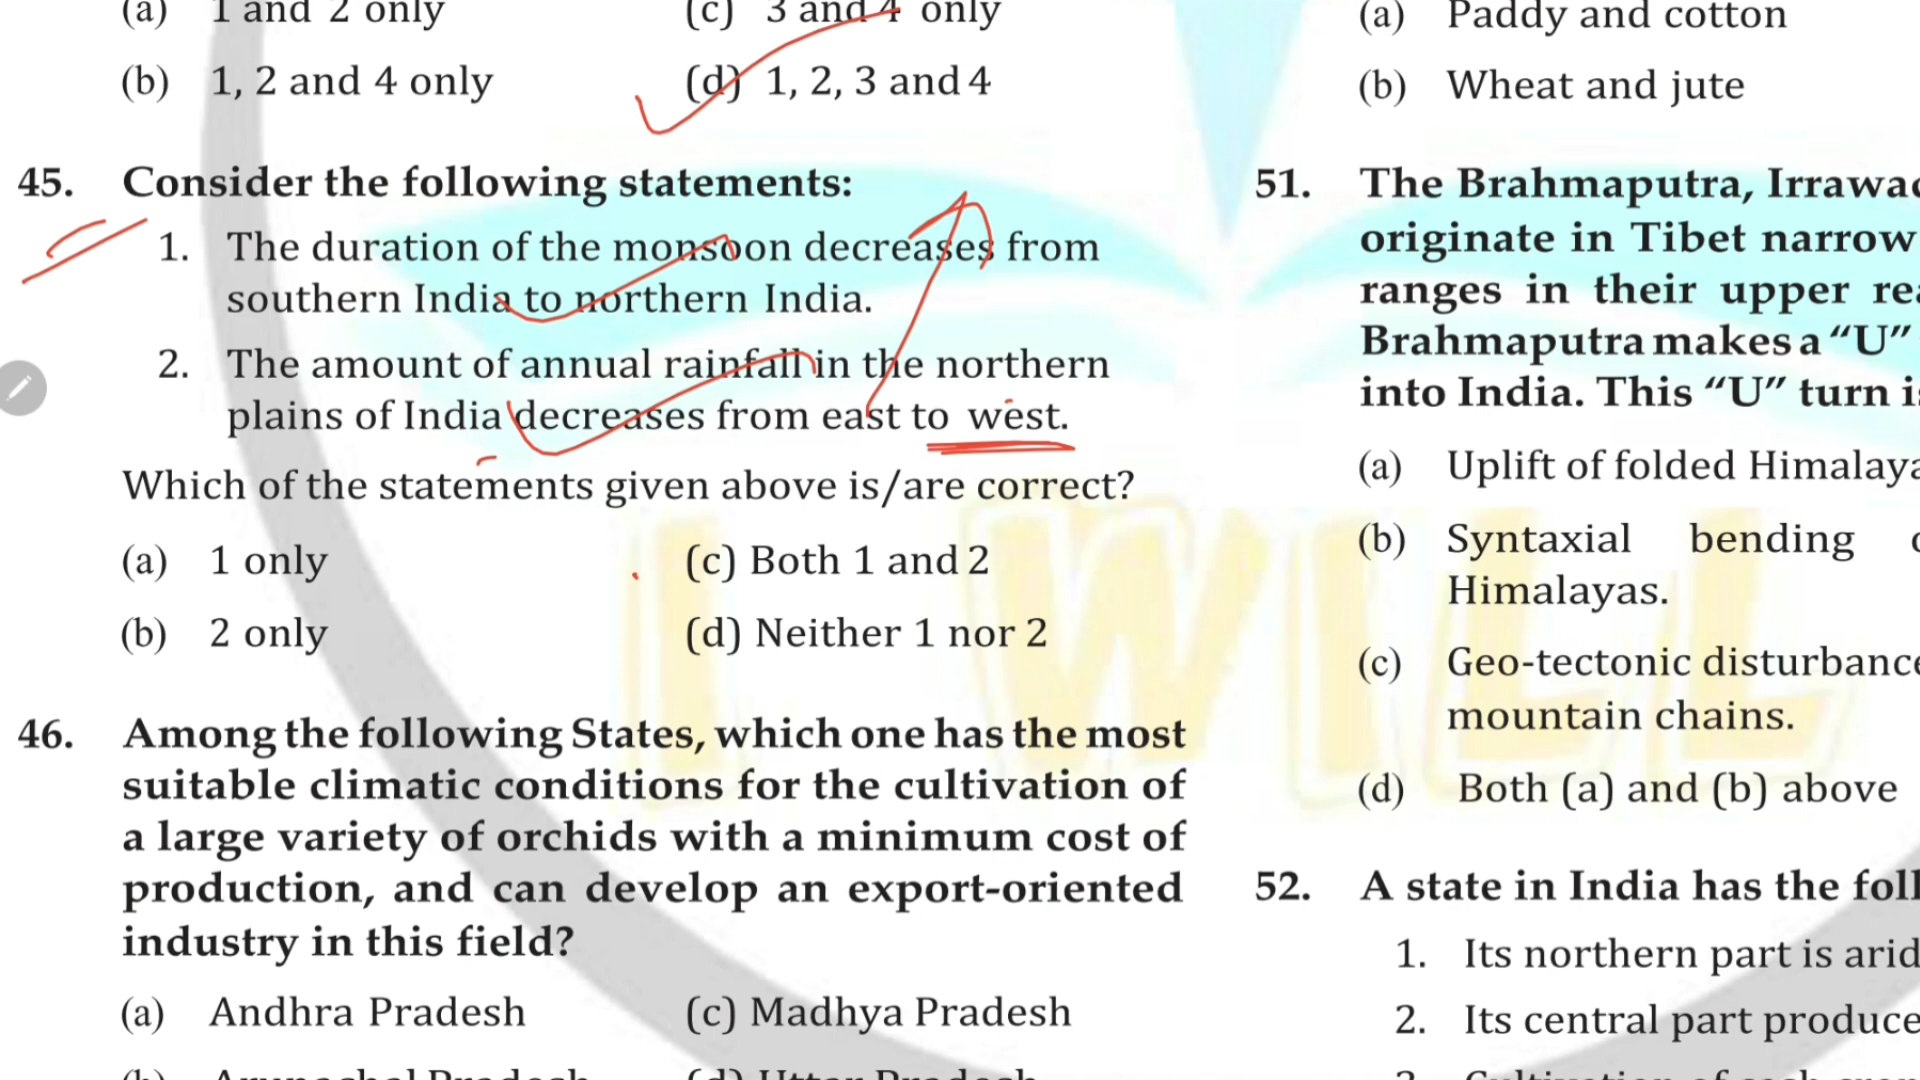 (a) 1 and 2 only (c) 3 and 4 only
(b) 1, 2 and 4 only (d) 1, 2, 3 and 4
45. Consider the following statements:
1. The duration of the monsoon decreases from
southern India to northern India.
2. The amount of annual rainfall in the northern
plains of India decreases from east to west.
Which of the statements given above is/are correct?
(a) 1 only (c) Both 1 and 2
(b) 2 only (d) Neither 1 nor 2
46. Among the following States, which one has the most
suitable climatic conditions for the cultivation of
a large variety of orchids with a minimum cost of
production, and can develop an export-oriented
industry in this field?
(a) Andhra Pradesh (c) Madhya Pradesh
(b) Arunachal Pradesh (d) Uttar Pradesh
(a) Paddy and cotton
(b) Wheat and jute
51. The Brahmaputra,
originate in Tibet narrow
ranges in their upper
Brahmaputra makes a “U”
into India. This “U” turn
(a) Uplift of folded
(b) Syntaxial bending
Himalayas.
(c) Geo-tectonic
mountain chains.
(d) Both (a) and (b) above
52. A state in India has the
1. Its northern part is
2. Its central part
I WILL